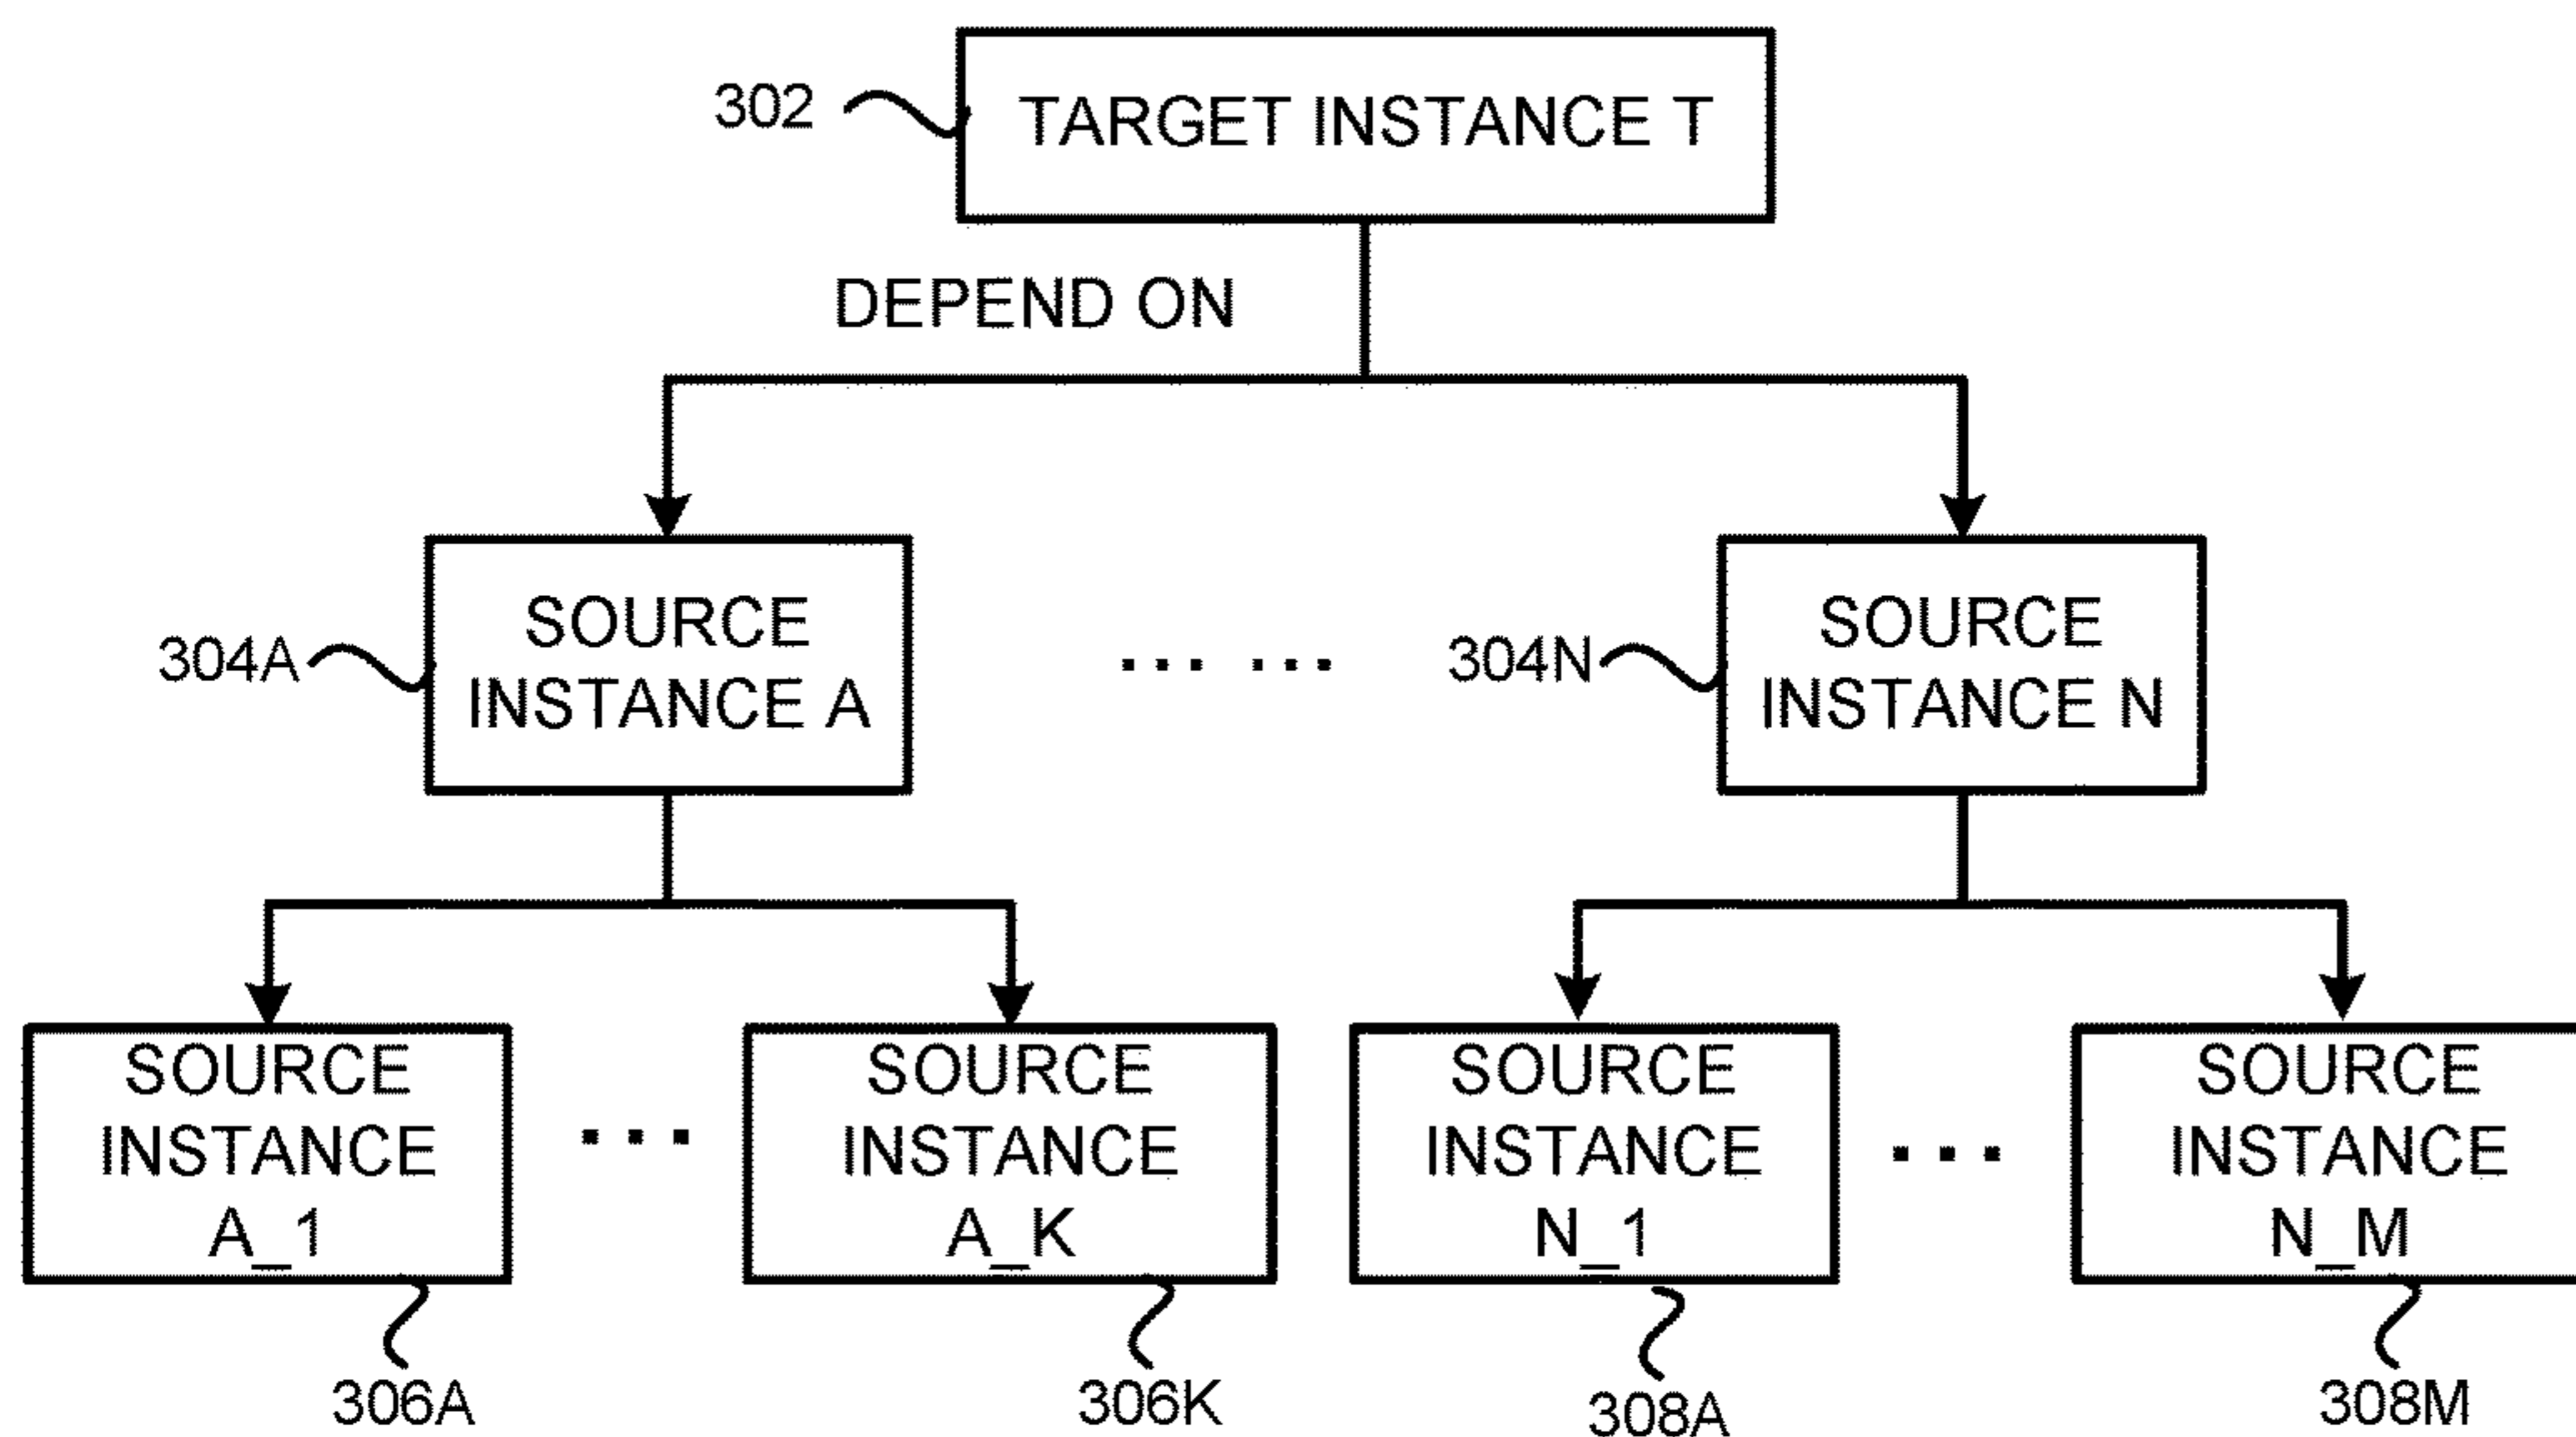 302
TARGET INSTANCE T
DEPEND ON
304A
SOURCE
INSTANCE A
... ...
304N
SOURCE
INSTANCE N
SOURCE
INSTANCE
A_1
...
SOURCE
INSTANCE
A_K
SOURCE
INSTANCE
N_1
...
SOURCE
INSTANCE
N_M
306A
306K
308A
308M